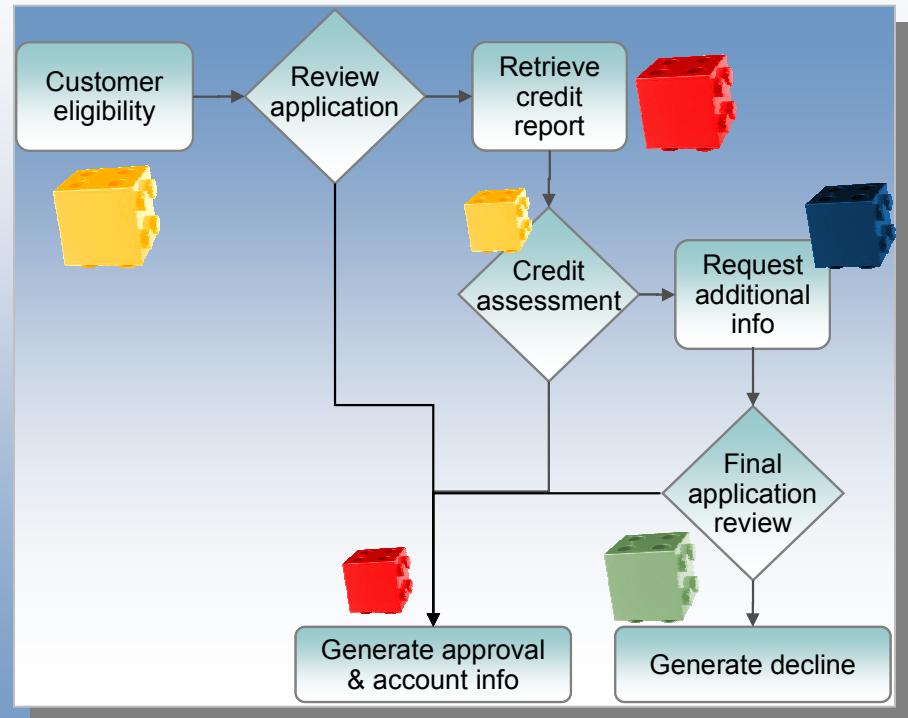 Customer
eligibility
Review
application
Retrieve
credit
report
Credit
assessment
Request
additional
info
Final
application
review
Generate approval
& account info
Generate decline